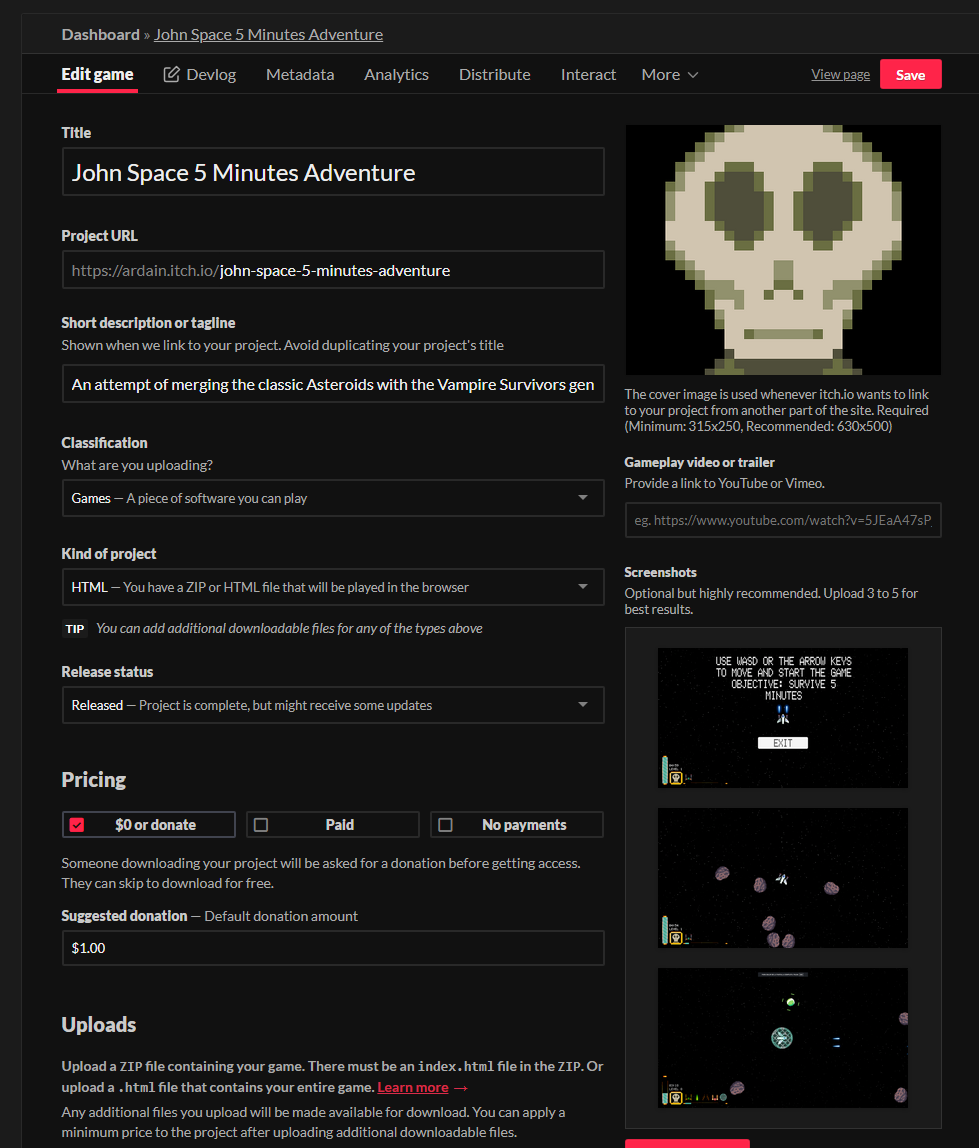 Dashboard » John Space 5 Minutes Adventure
Edit game
Devlog
Metadata
Analytics
Distribute
Interact
More
View page
Save
Title
John Space 5 Minutes Adventure
Project URL
https://ardain.itch.io/john-space-5-minutes-adventure
Short description or tagline
Shown when we link to your project. Avoid duplicating your project's title
An attempt of merging the classic Asteroids with the Vampire Survivors gen
Classification
What are you uploading?
Games — A piece of software you can play
Kind of project
HTML — You have a ZIP or HTML file that will be played in the browser
TIP You can add additional downloadable files for any of the types above
Release status
Released — Project is complete, but might receive some updates
Pricing
$0 or donate
Paid
No payments
Someone downloading your project will be asked for a donation before getting access.
They can skip to download for free.
Suggested donation — Default donation amount
$1.00
Uploads
Upload a ZIP file containing your game. There must be an index.html file in the ZIP. Or
upload a .html file that contains your entire game. Learn more →
Any additional files you upload will be made available for download. You can apply a
minimum price to the project after uploading additional downloadable files.
The cover image is used whenever itch.io wants to link
to your project from another part of the site. Required
(Minimum: 315x250, Recommended: 630x500)
Gameplay video or trailer
Provide a link to YouTube or Vimeo.
eg. https://www.youtube.com/watch?v=5JEaA47sP
Screenshots
Optional but highly recommended. Upload 3 to 5 for
best results.
USE WASD OR THE ARROW KEYS
TO MOVE AND START THE GAME
OBJECTIVE: SURVIVE 5
MINUTES
EXIT